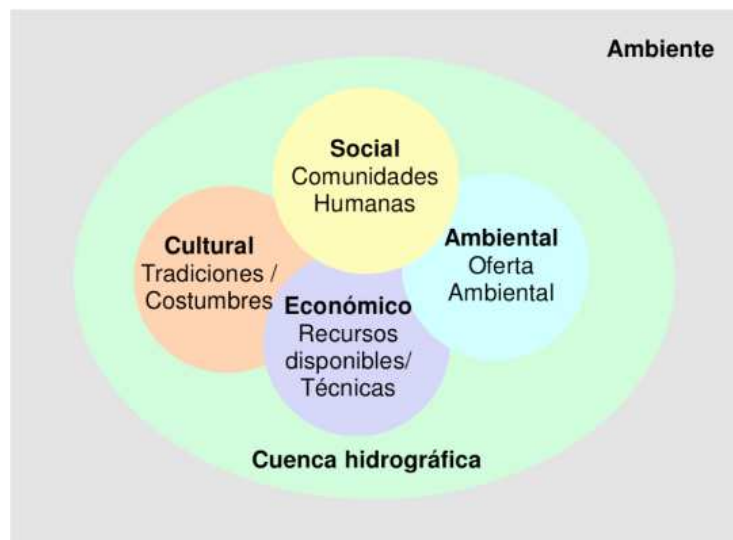 Ambiente
Social
Comunidades
Humanas
Cultural
Tradiciones /
Costumbres
Ambiental
Oferta
Ambiental
Económico
Recursos
disponibles/
Técnicas
Cuenca hidrográfica